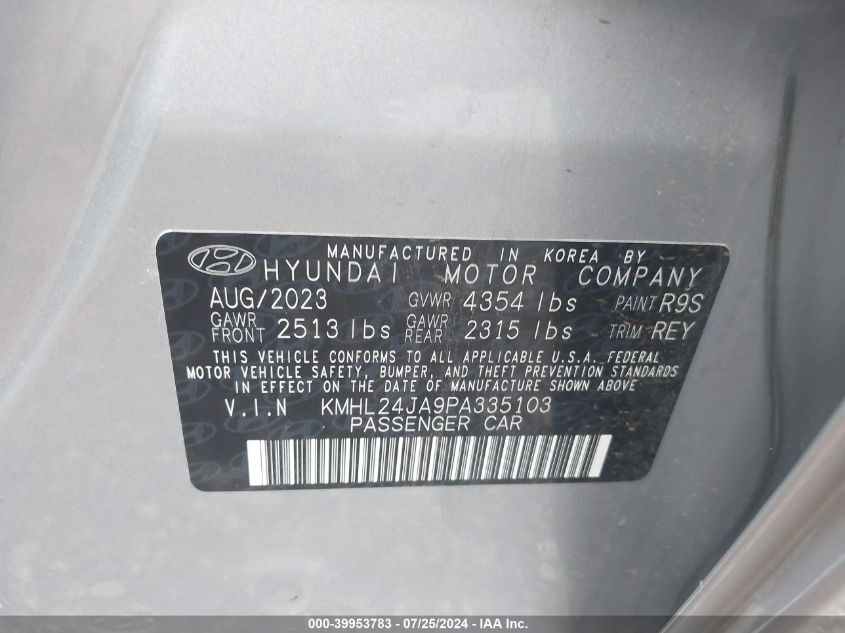 MANUFACTURED IN KOREA BY
HYUNDAI MOTOR COMPANY
AUG/2023 GVWR 4354 lbs PAINT R9S
GAWR FRONT 2513 lbs GAWR REAR 2315 lbs TRIM REY
THIS VEHICLE CONFORMS TO ALL APPLICABLE U.S.A. FEDERAL
MOTOR VEHICLE SAFETY, BUMPER, AND THEFT PREVENTION STANDARDS
IN EFFECT ON THE DATE OF MANUFACTURE SHOWN ABOVE
V.I.N KMHL24JA9PA335103
PASSENGER CAR
000-39953783 - 07/25/2024 - IAA Inc.